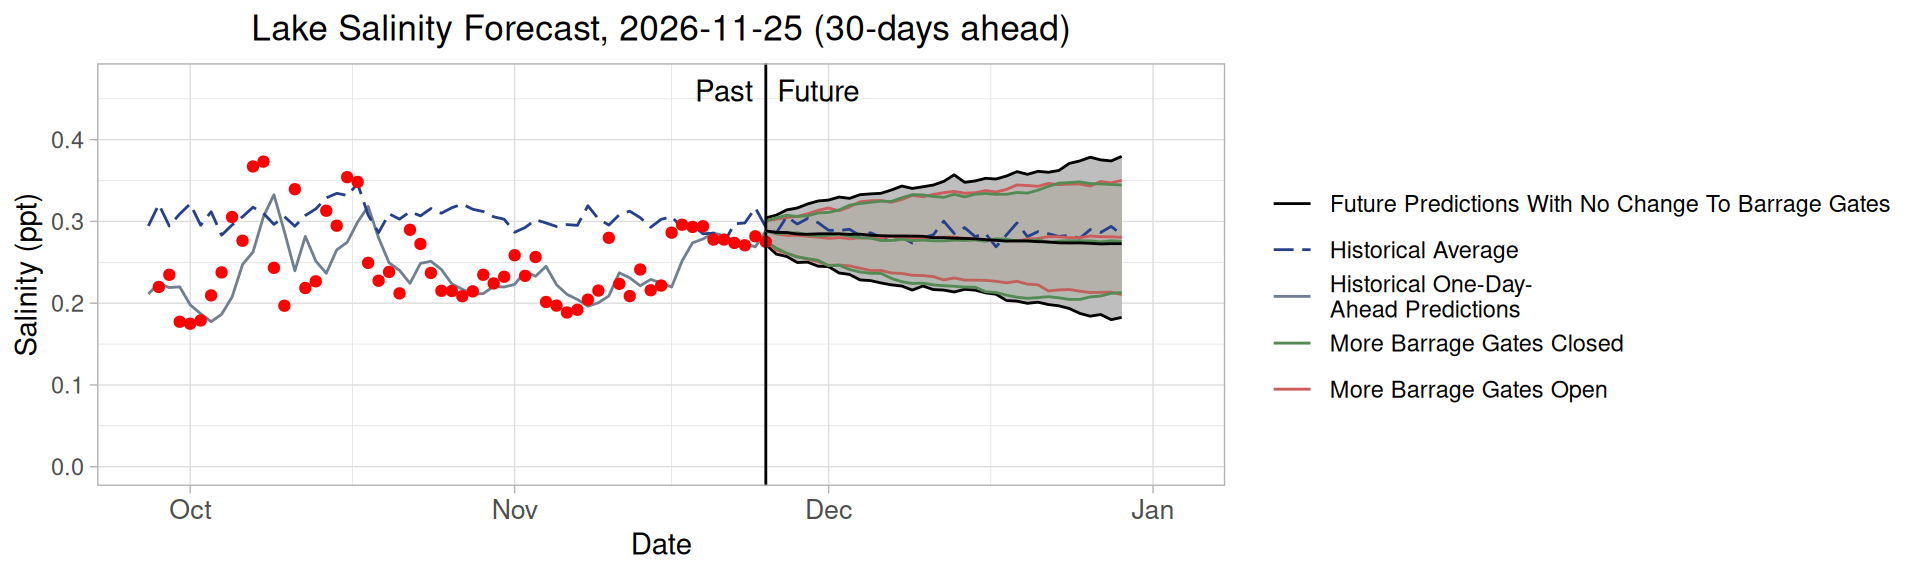 Lake Salinity Forecast, 2026-11-25 (30-days ahead)
Past
Future
0.4
0.3
0.2
0.1
0.0
Salinity (ppt)
Oct
Nov
Dec
Jan
Date
Future Predictions With No Change To Barrage Gates
Historical Average
Historical One-Day-
Ahead Predictions
More Barrage Gates Closed
More Barrage Gates Open